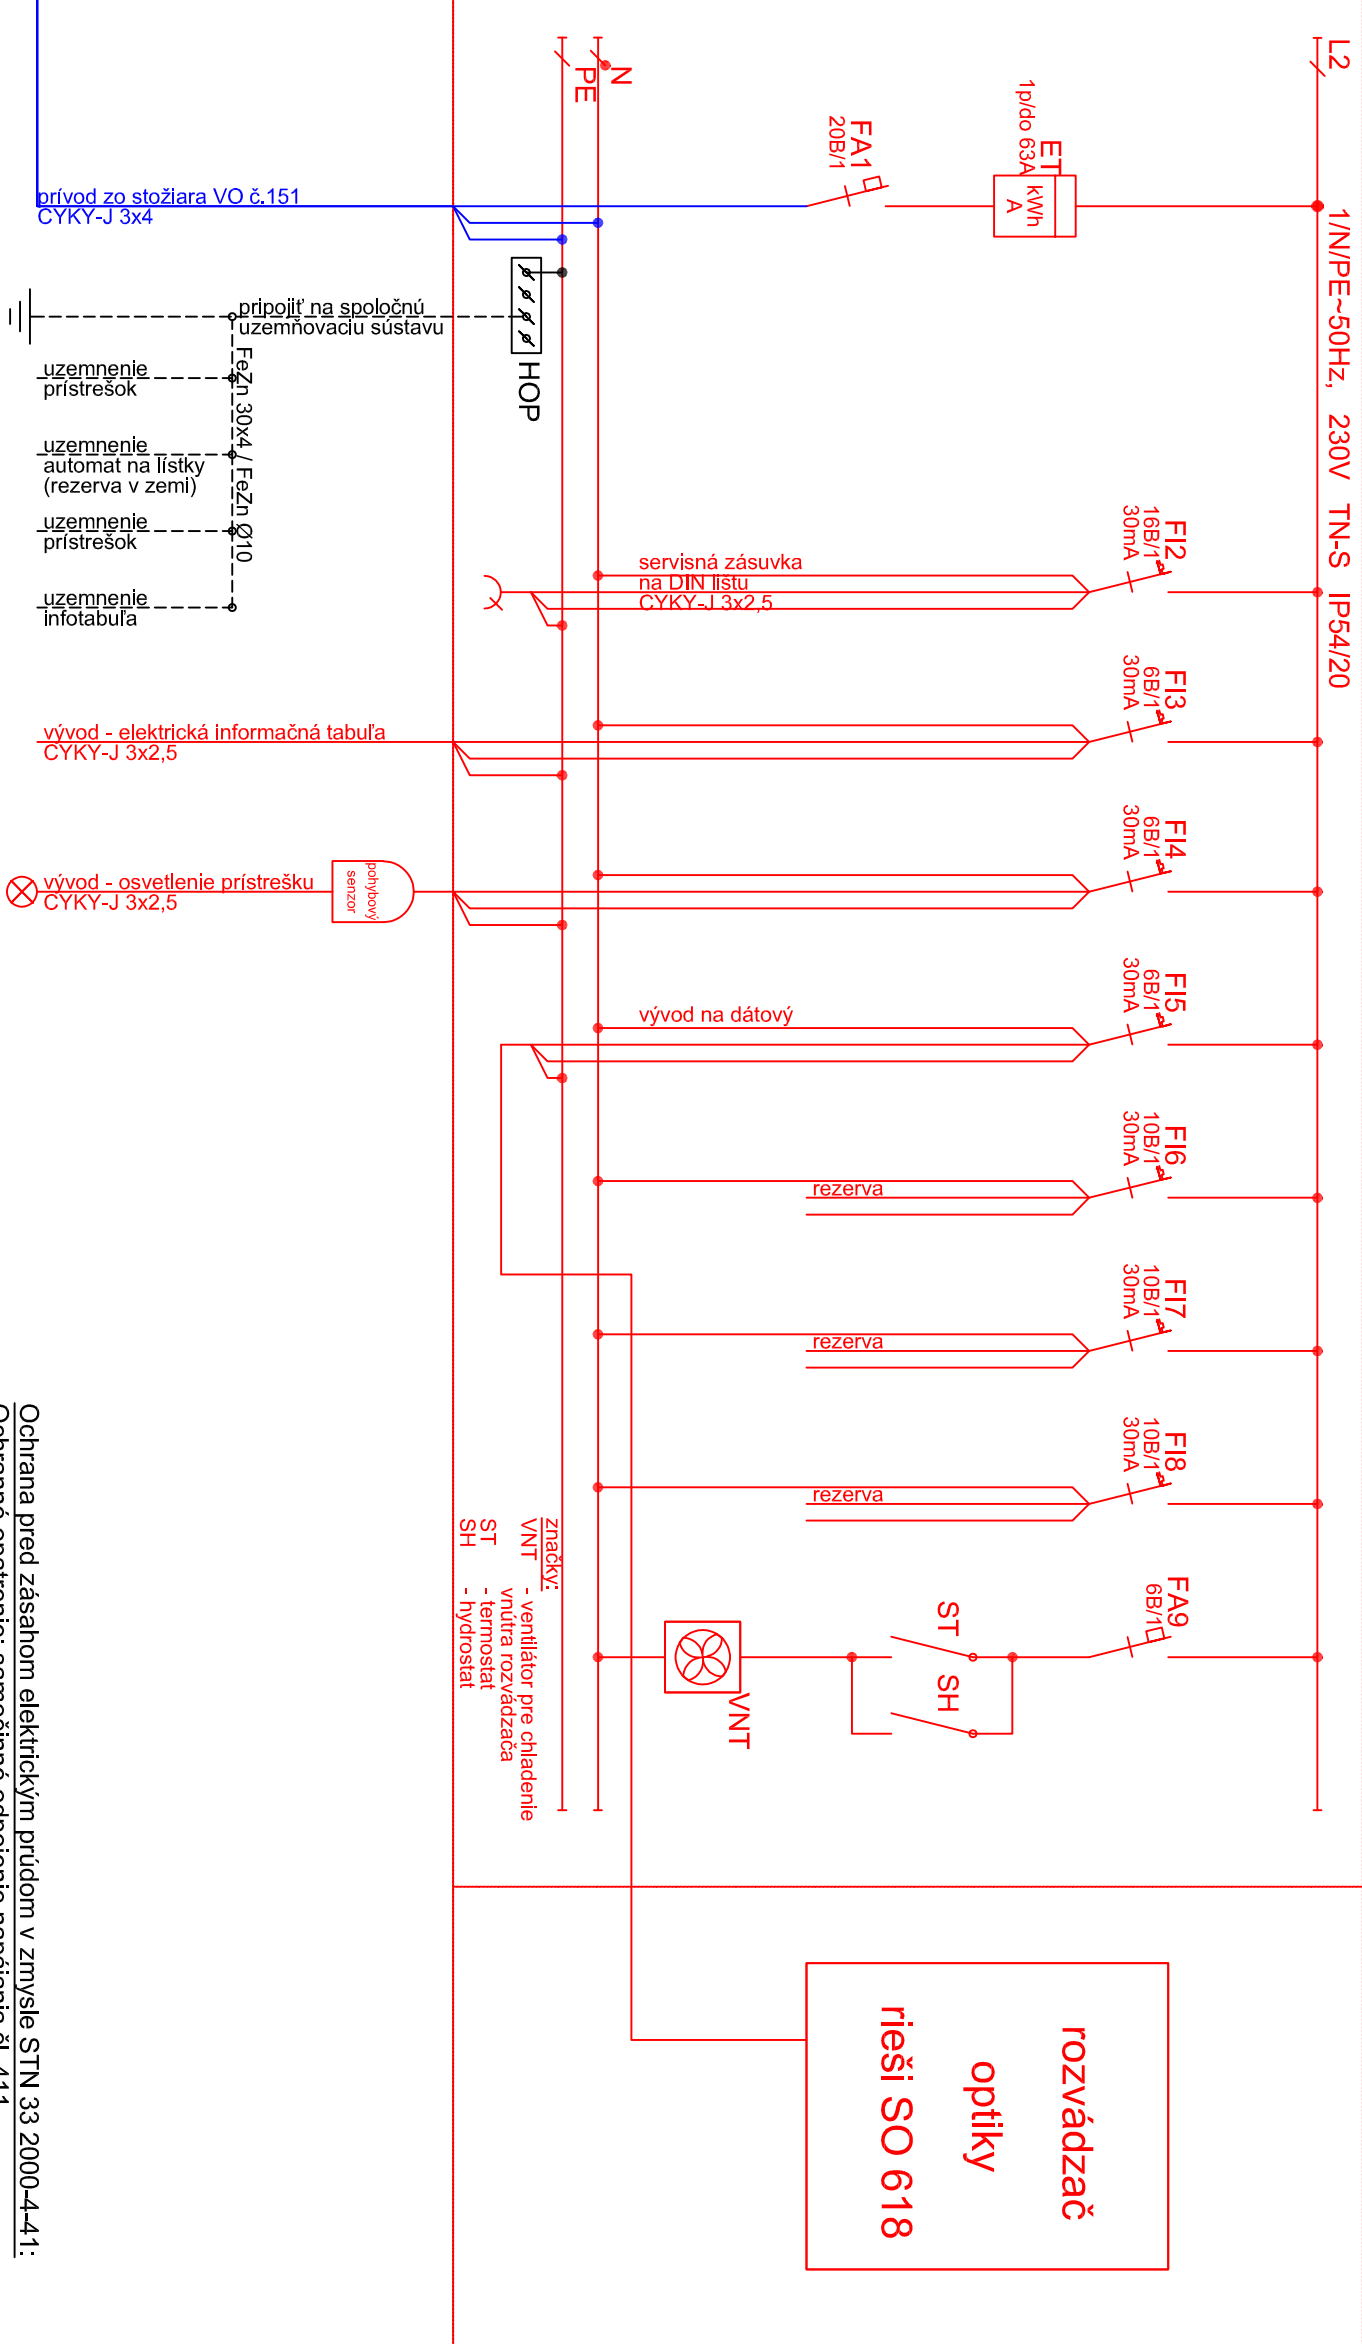 L2
1/N/PE~50Hz, 230V TN-S IP54/20
N
PE
ET
1p/do 63A
kWh
A
FA1
20B/1
prívod zo stožiara VO č.151
CYKY-J 3x4
HOP
pripojiť na spoločnú
uzemňovaciu sústavu
FeZn 30x4 / FeZn Ø10
uzemnenie
prístrešok
uzemnenie
automat na lístky
(rezerva v zemi)
uzemnenie
prístrešok
uzemnenie
infotabuľa
FI2
16B/1
30mA
servisná zásuvka
na DIN lištu
CYKY-J 3x2,5
FI3
6B/1
30mA
vývod - elektrická informačná tabuľa
CYKY-J 3x2,5
FI4
6B/1
30mA
pohybový
senzor
vývod - osvetlenie prístrešku
CYKY-J 3x2,5
FI5
6B/1
30mA
vývod na dátový
FI6
10B/1
30mA
rezerva
FI7
10B/1
30mA
rezerva
FI8
10B/1
30mA
rezerva
FA9
6B/1
ST
SH
VNT
značky:
VNT - ventilátor pre chladenie
vnútra rozvádzača
ST - termostat
SH - hydrostat
rozvádzač
optiky
rieši SO 618
Ochrana pred zásahom elektrickým prúdom v zmysle STN 33 2000-4-41: